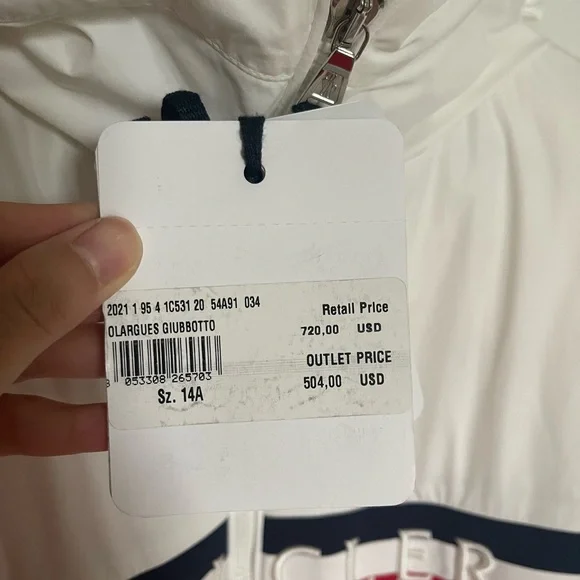 2021 1 95 4 1C531 20 54A91 034
OLARGUES GIUBBOTTO
Retail Price
720,00 USD
OUTLET PRICE
504,00 USD
8 053308 265703
Sz. 14A